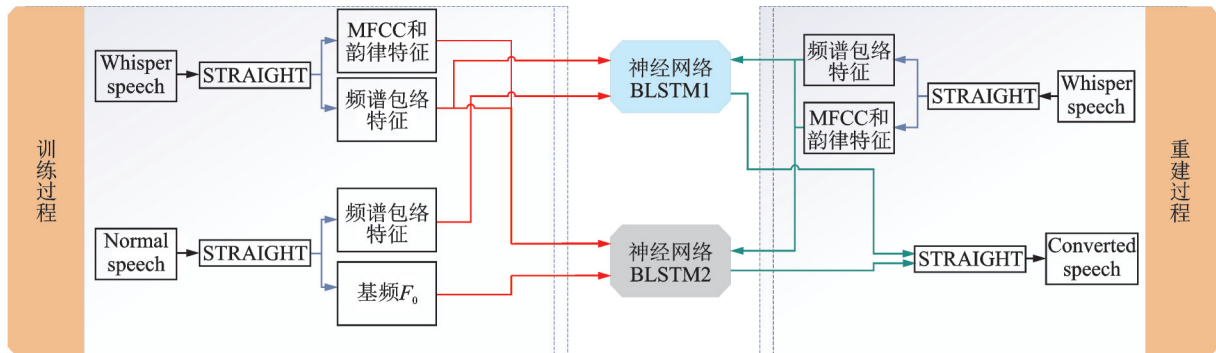 训练过程
Whisper
speech
STRAIGHT
MFCC和
韵律特征
频谱包络
特征
Normal
speech
STRAIGHT
频谱包络
特征
基频F₀
神经网络
BLSTM1
神经网络
BLSTM2
频谱包络
特征
MFCC和
韵律特征
STRAIGHT
Whisper
speech
STRAIGHT
Converted
speech
重建过程